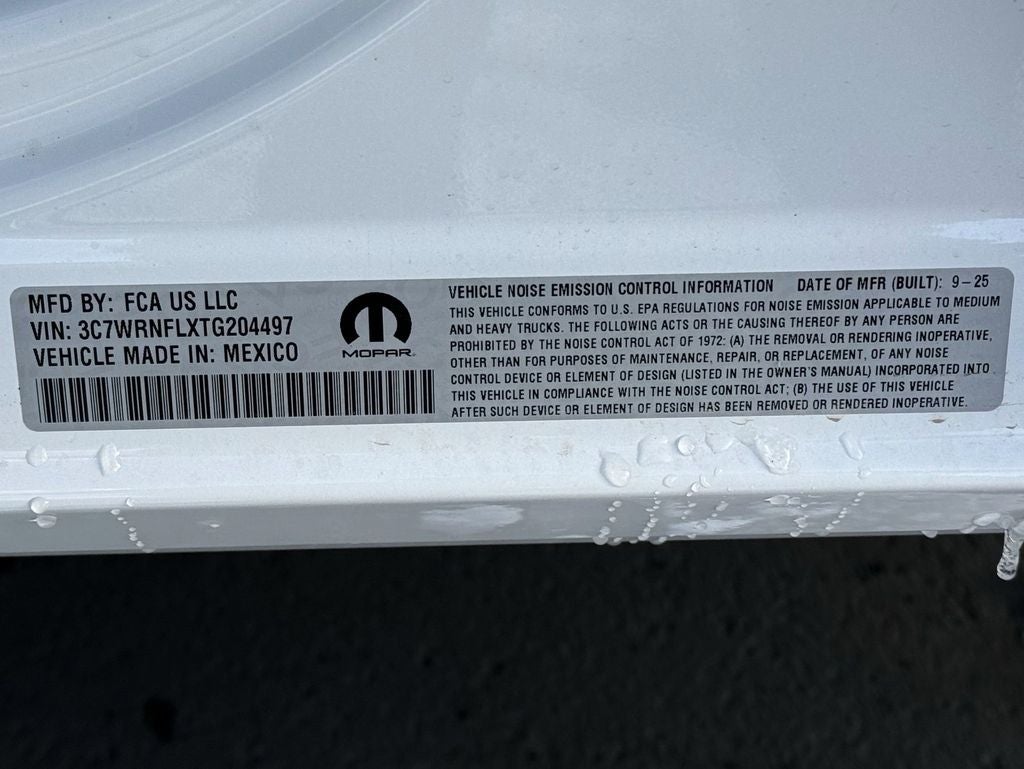 MFD BY: FCA US LLC
VIN: 3C7WRNFLXTG204497
VEHICLE MADE IN: MEXICO
MOPAR
VEHICLE NOISE EMISSION CONTROL INFORMATION DATE OF MFR (BUILT): 9-25
THIS VEHICLE CONFORMS TO U.S. EPA REGULATIONS FOR NOISE EMISSION APPLICABLE TO MEDIUM
AND HEAVY TRUCKS. THE FOLLOWING ACTS OR THE CAUSING THEREOF BY ANY PERSON ARE
PROHIBITED BY THE NOISE CONTROL ACT OF 1972: (A) THE REMOVAL OR RENDERING INOPERATIVE,
OTHER THAN FOR PURPOSES OF MAINTENANCE, REPAIR, OR REPLACEMENT, OF ANY NOISE
CONTROL DEVICE OR ELEMENT OF DESIGN (LISTED IN THE OWNER'S MANUAL) INCORPORATED INTO
THIS VEHICLE IN COMPLIANCE WITH THE NOISE CONTROL ACT; (B) THE USE OF THIS VEHICLE
AFTER SUCH DEVICE OR ELEMENT OF DESIGN HAS BEEN REMOVED OR RENDERED INOPERATIVE.